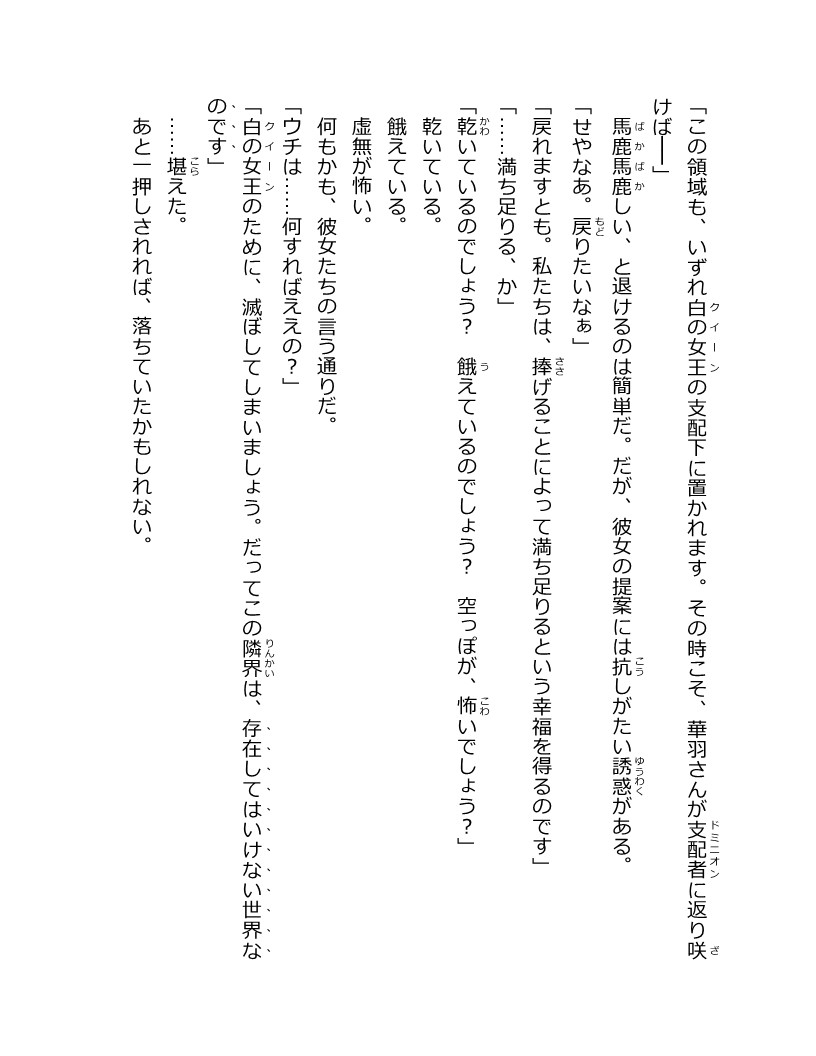 「この領域も、いずれ白の女王の支配下に置かれます。その時こそ、華羽さんが支配者に返り咲
けば――」
　馬鹿馬鹿しい、と退けるのは簡単だ。だが、彼女の提案には抗しがたい誘惑がある。
「せやなあ。戻りたいなぁ」
「戻れますとも。私たちは、捧げることによって満ち足りるという幸福を得るのです」
「……満ち足りる、か」
「乾いているのでしょう？　餓えているのでしょう？　空っぽが、怖いでしょう？」
　乾いている。
　餓えている。
　虚無が怖い。
　何もかも、彼女たちの言う通りだ。
「ウチは……何すればええの？」
「白の女王のために、滅ぼしてしまいましょう。だってこの隣界は、存在してはいけない世界な
のです」
　……堪えた。
　あと一押しされれば、落ちていたかもしれない。